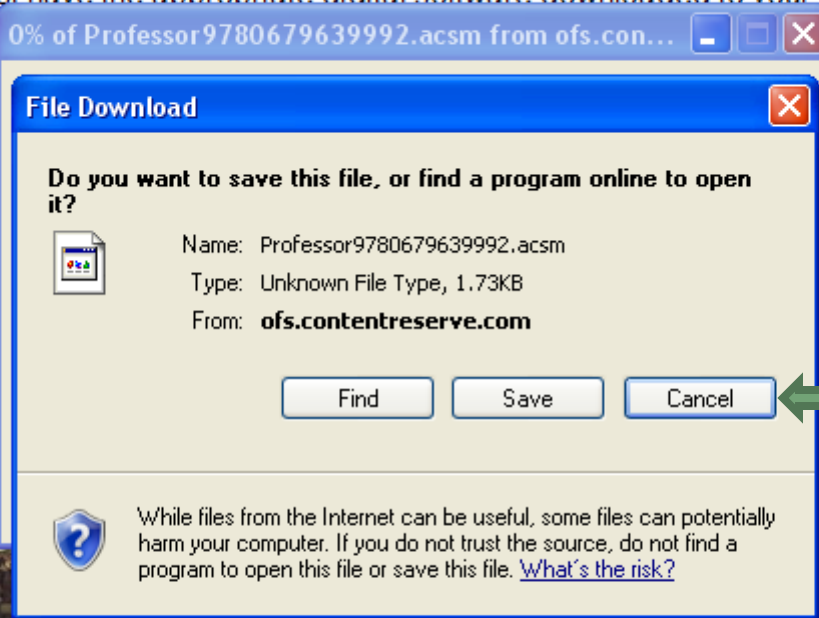 0% of Professor9780679639992.acsm from ofs.con...
File Download
Do you want to save this file, or find a program online to open
it?
Name: Professor9780679639992.acsm
Type: Unknown File Type, 1.73KB
From: ofs.contentreserve.com
Find Save Cancel
While files from the Internet can be useful, some files can potentially
harm your computer. If you do not trust the source, do not find a
program to open this file or save this file. What's the risk?